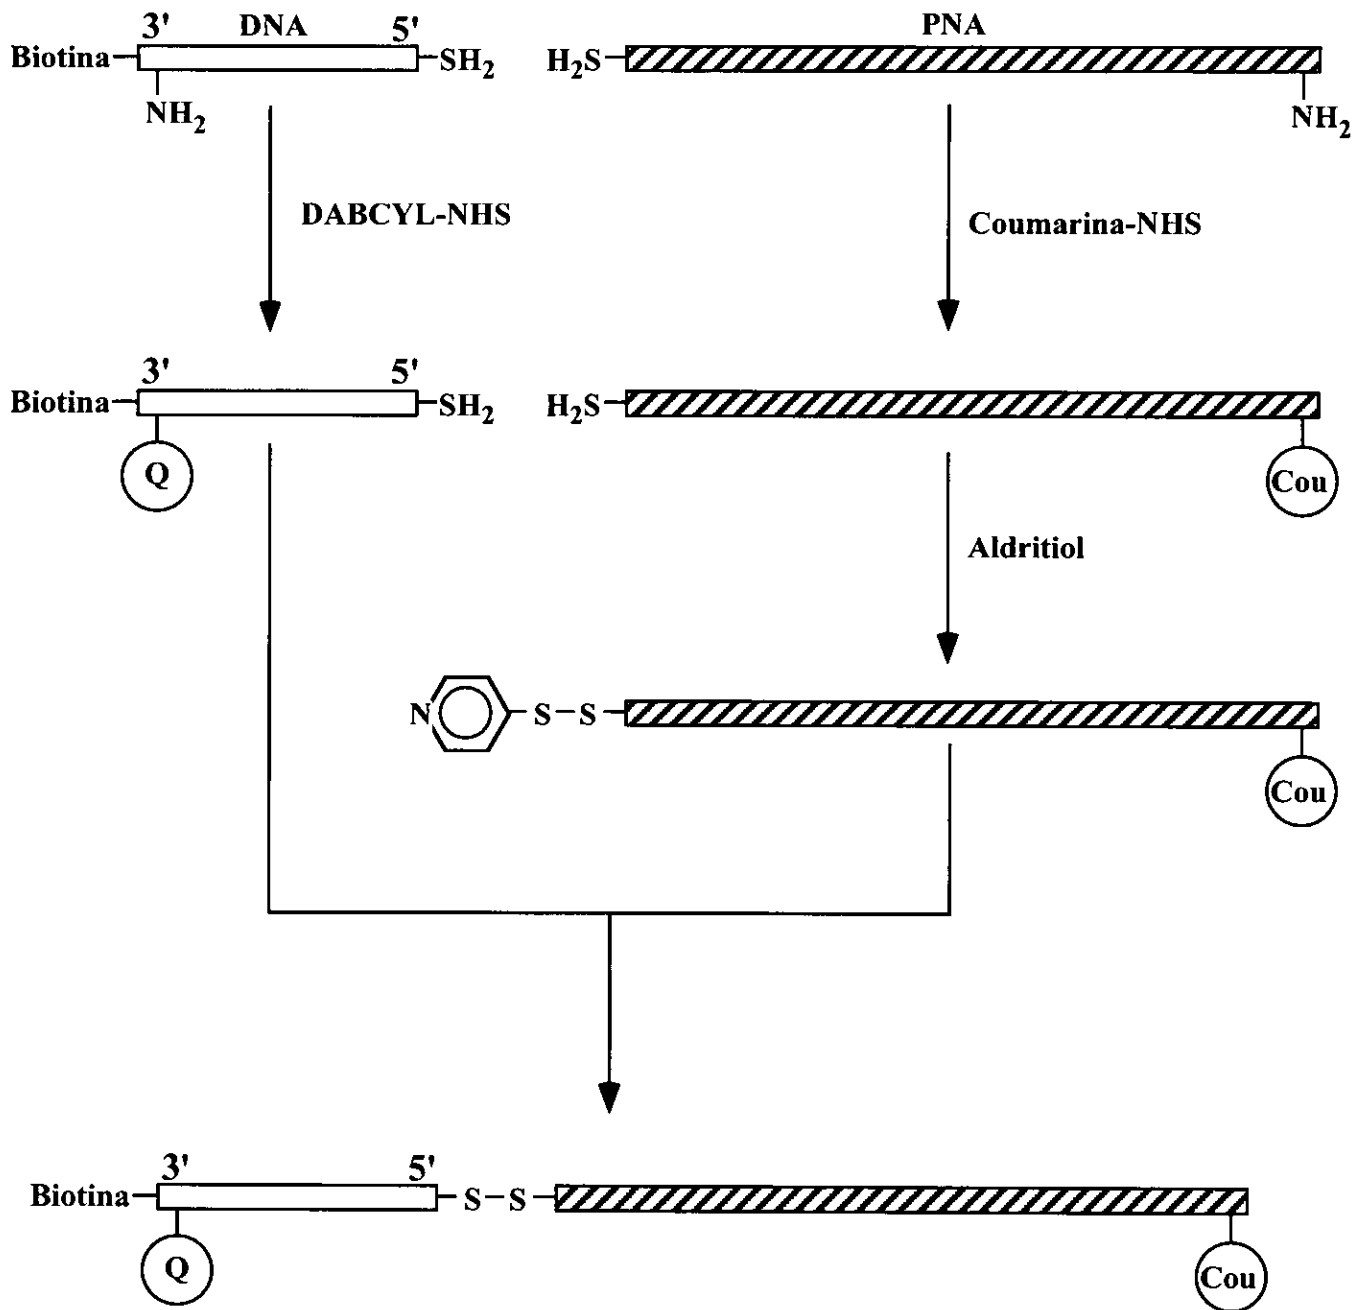 3' DNA 5' PNA
Biotina SH2 H2S
NH2 NH2
DABCYL-NHS Coumarina-NHS
3' 5'
Biotina SH2 H2S
Q Cou
Aldritiol
N S S
Cou
3' 5'
Biotina S S
Q Cou